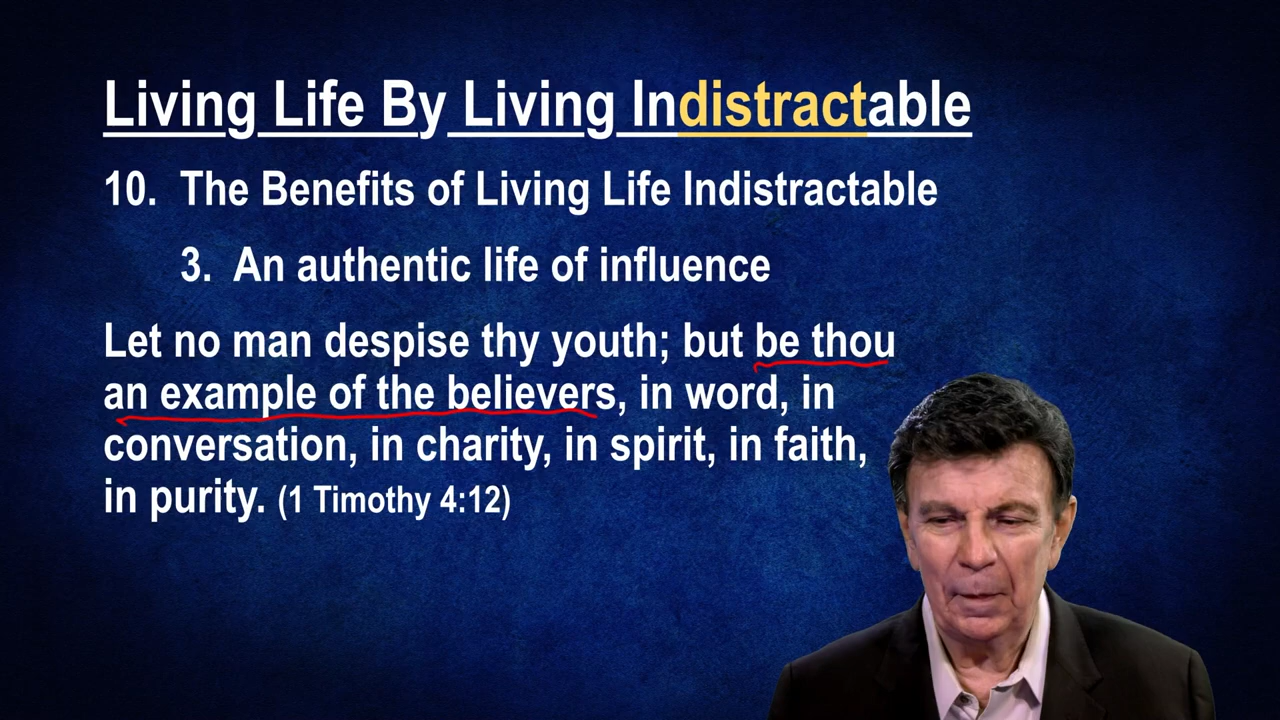 Living Life By Living Indistractable
10. The Benefits of Living Life Indistractable
3. An authentic life of influence
Let no man despise thy youth; but be thou
an example of the believers, in word, in
conversation, in charity, in spirit, in faith,
in purity. (1 Timothy 4:12)